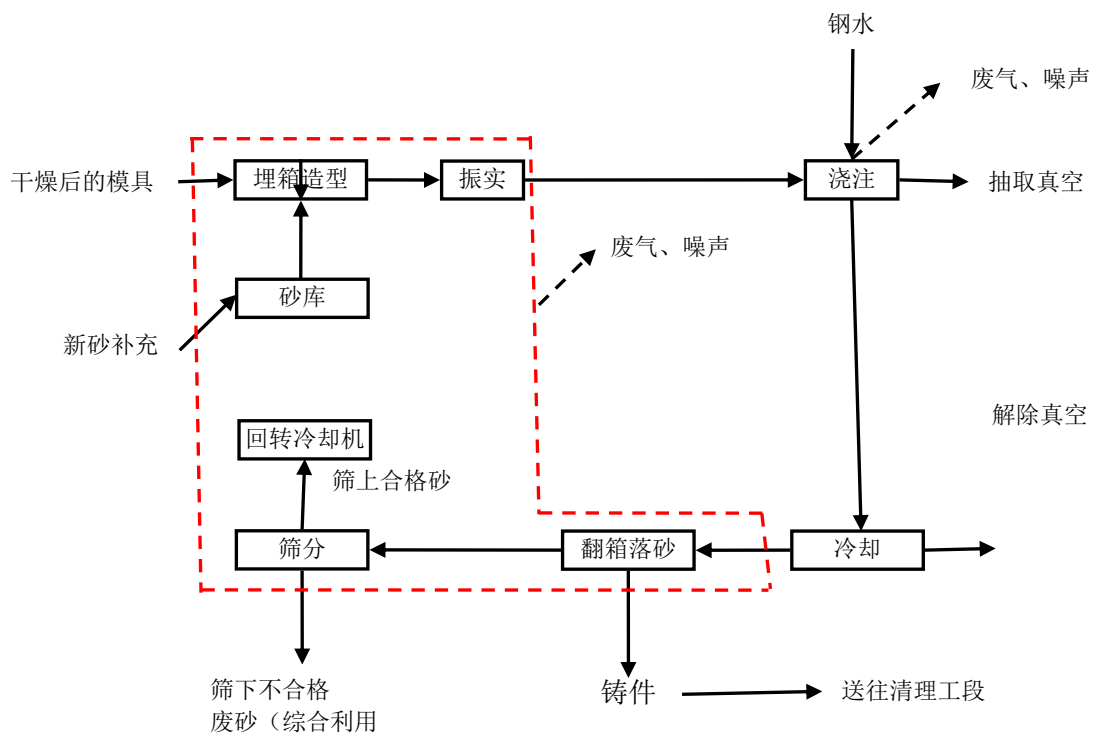 钢水
废气、噪声
干燥后的模具
埋箱造型
振实
浇注
抽取真空
废气、噪声
砂库
新砂补充
解除真空
回转冷却机
筛上合格砂
筛分
翻箱落砂
冷却
筛下不合格
废砂（综合利用
铸件
送往清理工段